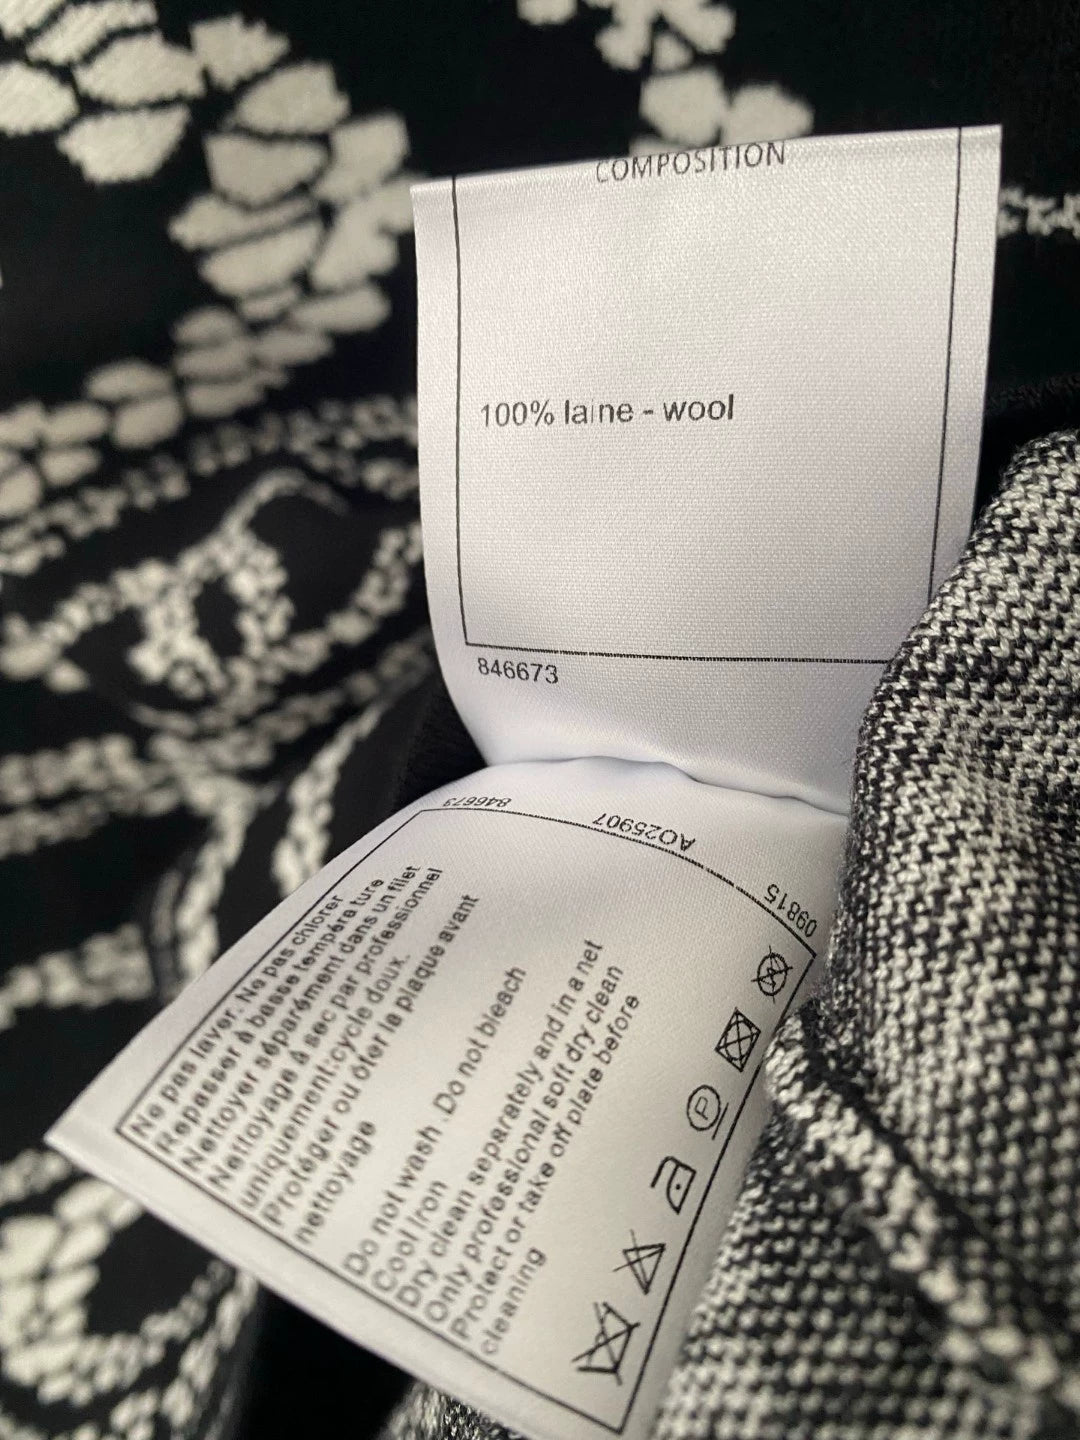 COMPOSITION
100% laine - wool
846673
846673
AO25907
09815
Ne pas laver. Ne pas chlorer
Repasser à basse tempéra ture
Nettoyer séparément dans un filet
Nettoyage à sec par professionnel
uniquement:cycle doux.
Protéger ou ôter la plaque avant
nettoyage
Do not wash .Do not bleach
Cool Iron
Dry clean separately and in a net
Only professional soft dry clean
Protect or take off plate before
cleaning
P